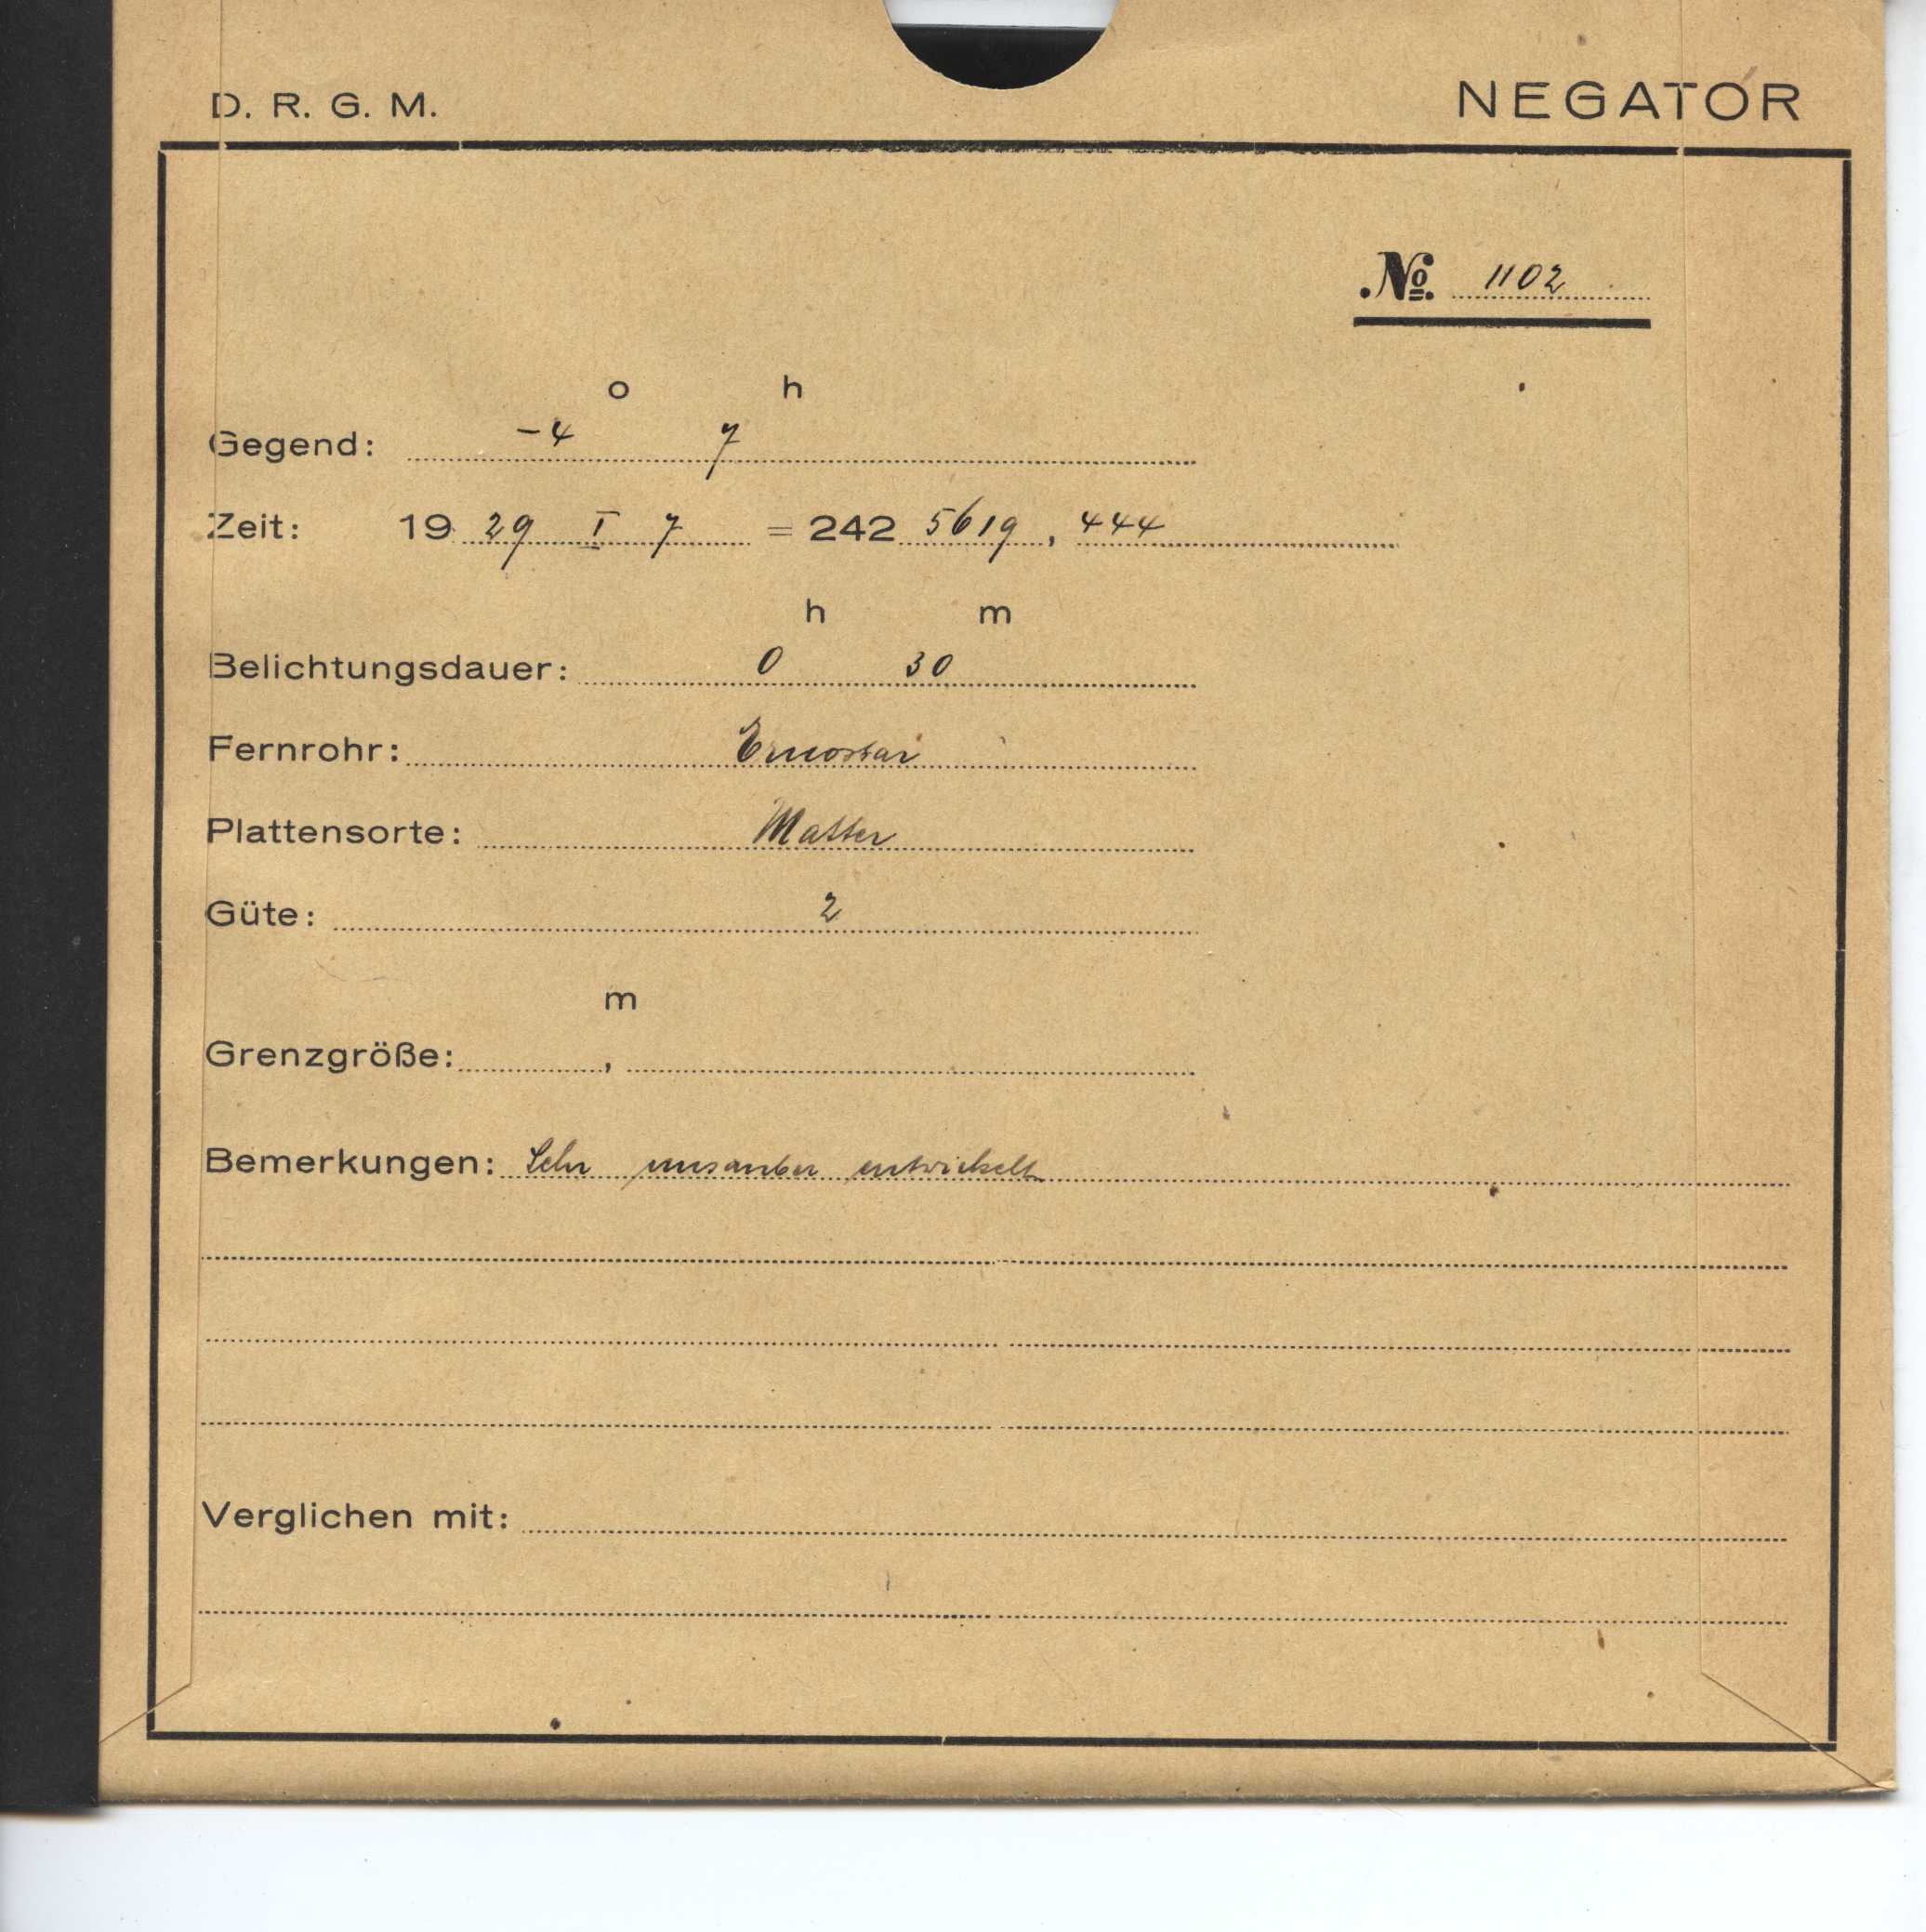 D. R. G. M. NEGATOR
№ 1102
o h
Gegend: -4 7
Zeit: 19 29 I 7 = 242 5619, 444
h m
Belichtungsdauer: 0 30
Fernrohr: Ernostar
Plattensorte: Matter
Güte: 2
m
Grenzgröße: ,
Bemerkungen: Sehr unsauber entwickelt
Verglichen mit: